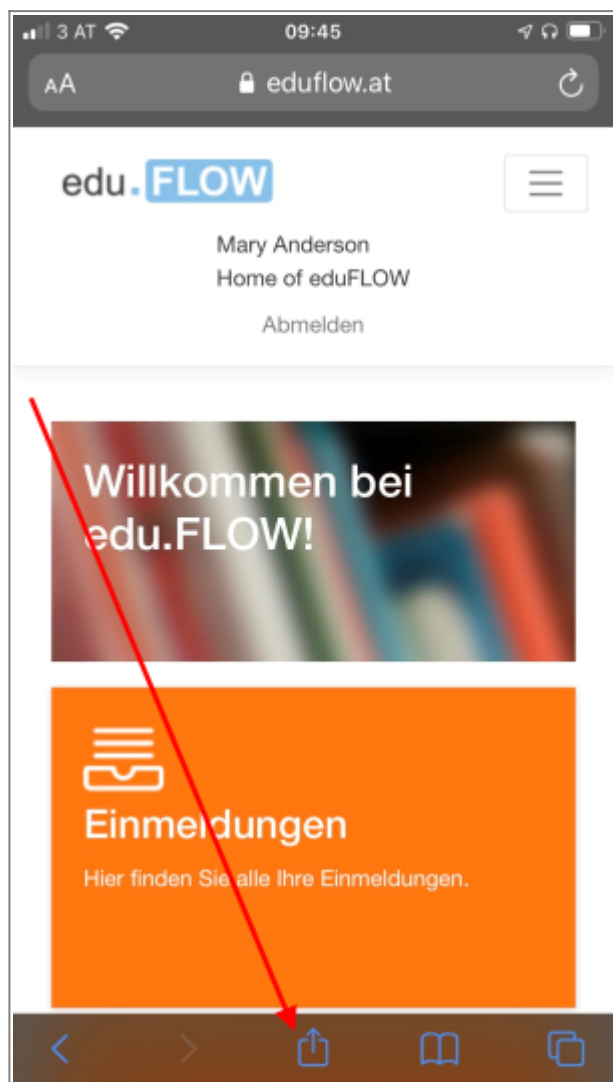 3 AT 09:45
AA eduflow.at
edu.FLOW
Mary Anderson
Home of eduFLOW
Abmelden
Willkommen bei
edu.FLOW!
Einmeldungen
Hier finden Sie alle Ihre Einmeldungen.